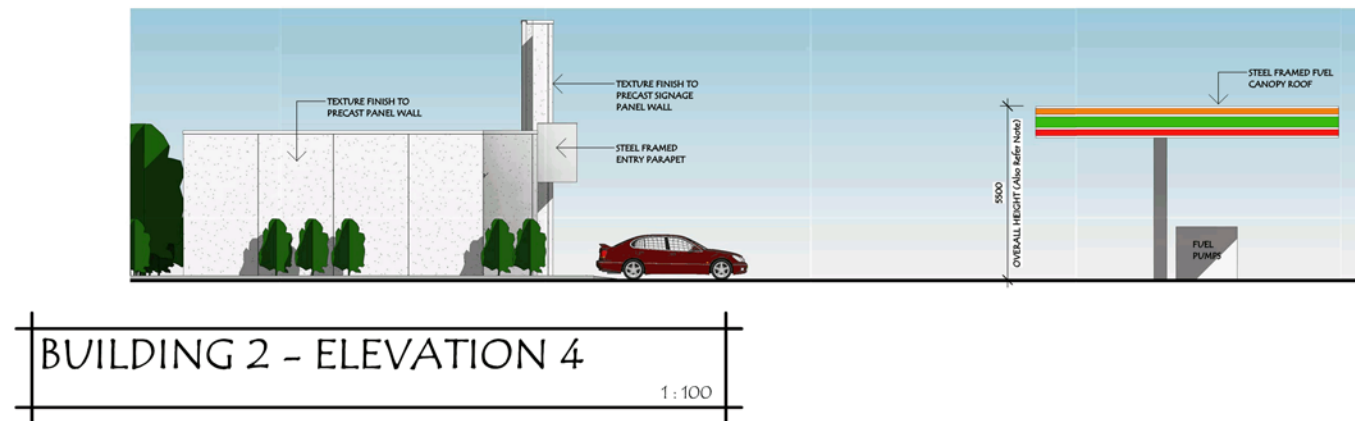 TEXTURE FINISH TO
PRECAST PANEL WALL
TEXTURE FINISH TO
PRECAST SIGNAGE
PANEL WALL
STEEL FRAMED
ENTRY PARAPET
STEEL FRAMED FUEL
CANOPY ROOF
5500
OVERALL HEIGHT (Also Refer Note)
FUEL
PUMPS
BUILDING 2 - ELEVATION 4
1 : 100